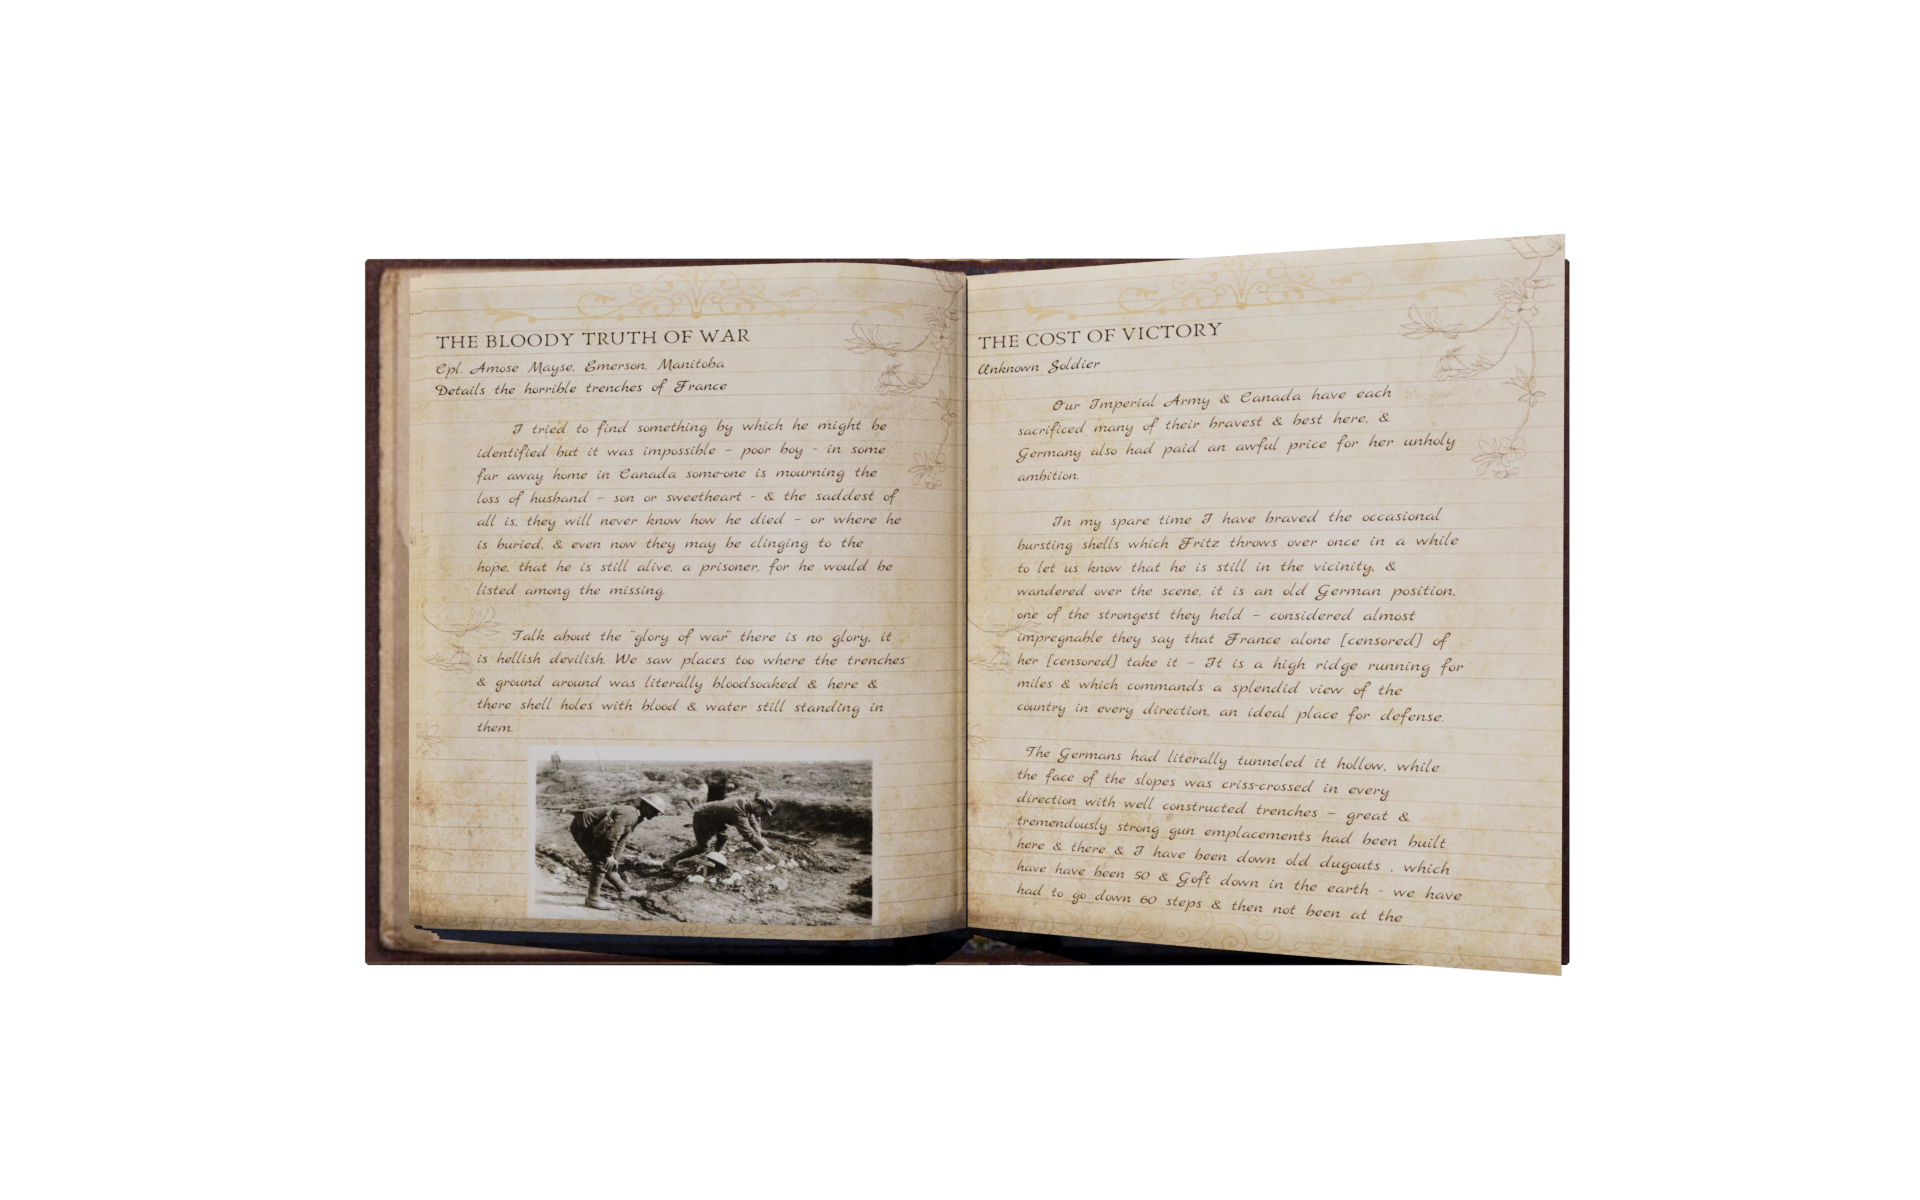 THE BLOODY TRUTH OF WAR
Cpl. Amose Mayse, Emerson, Manitoba
Details the horrible trenches of France
I tried to find something by which he might be
identified but it was impossible – poor boy - in some
far away home in Canada some-one is mourning the
loss of husband – son or sweetheart - & the saddest of
all is, they will never know how he died – or where he
is buried, & even now they may be clinging to the
hope, that he is still alive, a prisoner, for he would be
listed among the missing.
Talk about the "glory of war" there is no glory, it
is hellish devilish. We saw places too where the trenches
& ground around was literally bloodsoaked & here &
there shell holes with blood & water still standing in
them.
THE COST OF VICTORY
Unknown Soldier
Our Imperial Army & Canada have each
sacrificed many of their bravest & best here, &
Germany also had paid an awful price for her unholy
ambition.
In my spare time I have braved the occasional
bursting shells which Fritz throws over once in a while
to let us know that he is still in the vicinity, &
wandered over the scene, it is an old German position,
one of the strongest they held – considered almost
impregnable they say that France alone [censored] of
her [censored] take it – It is a high ridge running for
miles & which commands a splendid view of the
country in every direction, an ideal place for defense.
The Germans had literally tunneled it hollow, while
the face of the slopes was criss-crossed in every
direction with well constructed trenches – great &
tremendously strong gun emplacements had been built
here & there & I have been down old dugouts , which
have have been 50 & Goft down in the earth - we have
had to go down 60 steps & then not been at the